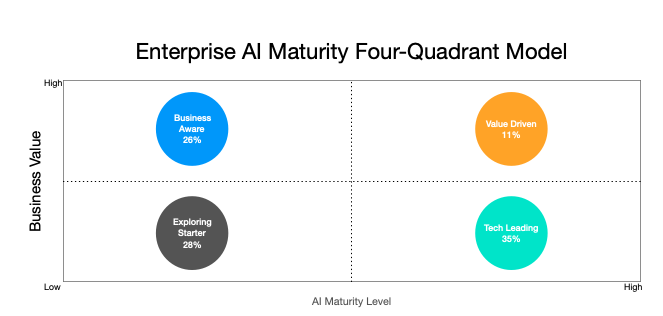 Enterprise AI Maturity Four-Quadrant Model
High
Business
Aware
26%
Value Driven
11%
Business Value
Exploring
Starter
28%
Tech Leading
35%
Low
High
AI Maturity Level